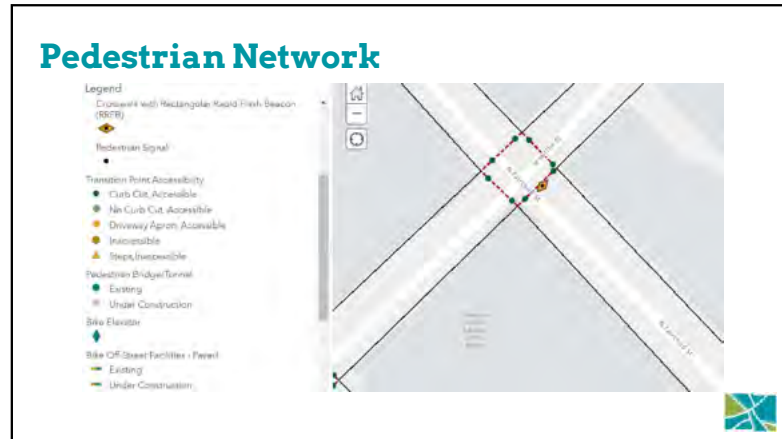 Pedestrian Network
Legend
Crosswalk with Rectangular Rapid Flash Beacon
(RRFB)
Pedestrian Signal
Transition Point Accessibility
Curb Cut, Accessible
No Curb Cut, Accessible
Driveway Apron, Accessible
Inaccessible
Steps, Inaccessible
Pedestrian Bridge/Tunnel
Existing
Under Construction
Bike Elevator
Bike Off-Street Facilities - Paved
Existing
Under Construction